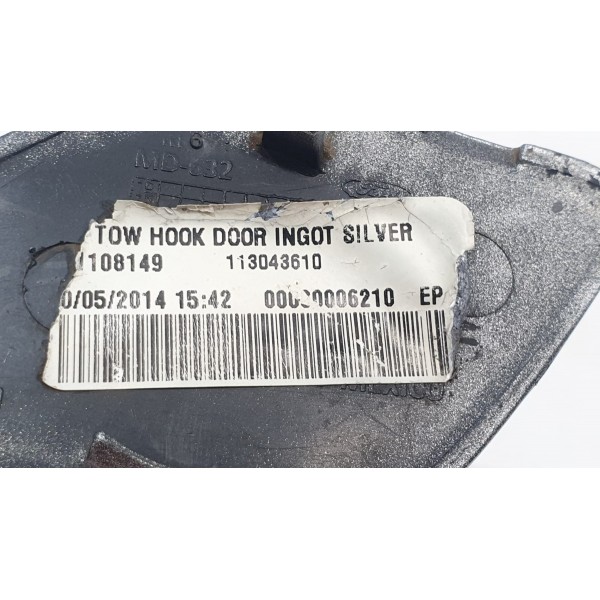 TOW HOOK DOOR INGOT SILVER
108149 113043610
0/05/2014 15:42 00000006210 EP